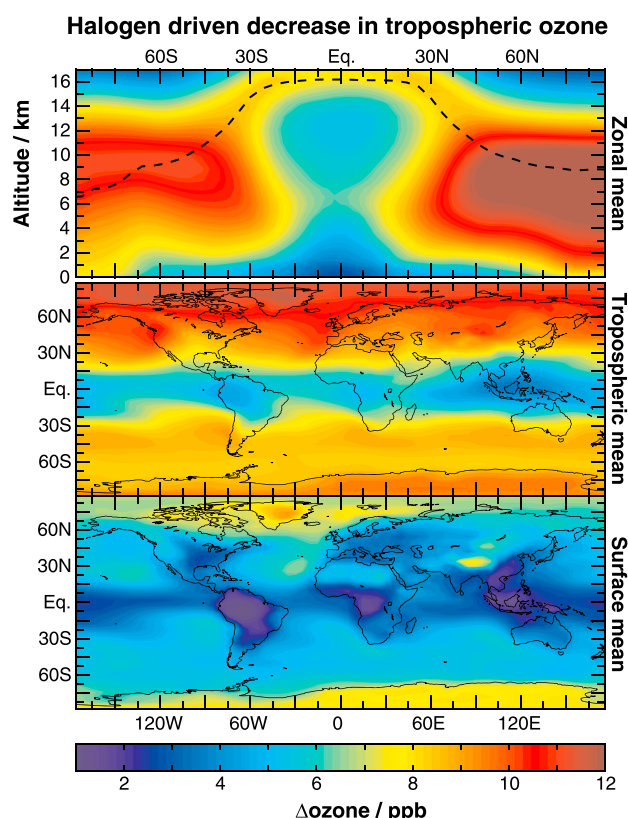 Halogen driven decrease in tropospheric ozone
60S 30S Eq. 30N 60N
16
14
12
10
8
6
4
2
0
Altitude / km
Zonal mean
60N
30N
Eq.
30S
60S
Tropospheric mean
60N
30N
Eq.
30S
60S
Surface mean
120W 60W 0 60E 120E
2 4 6 8 10 12
Δozone / ppb